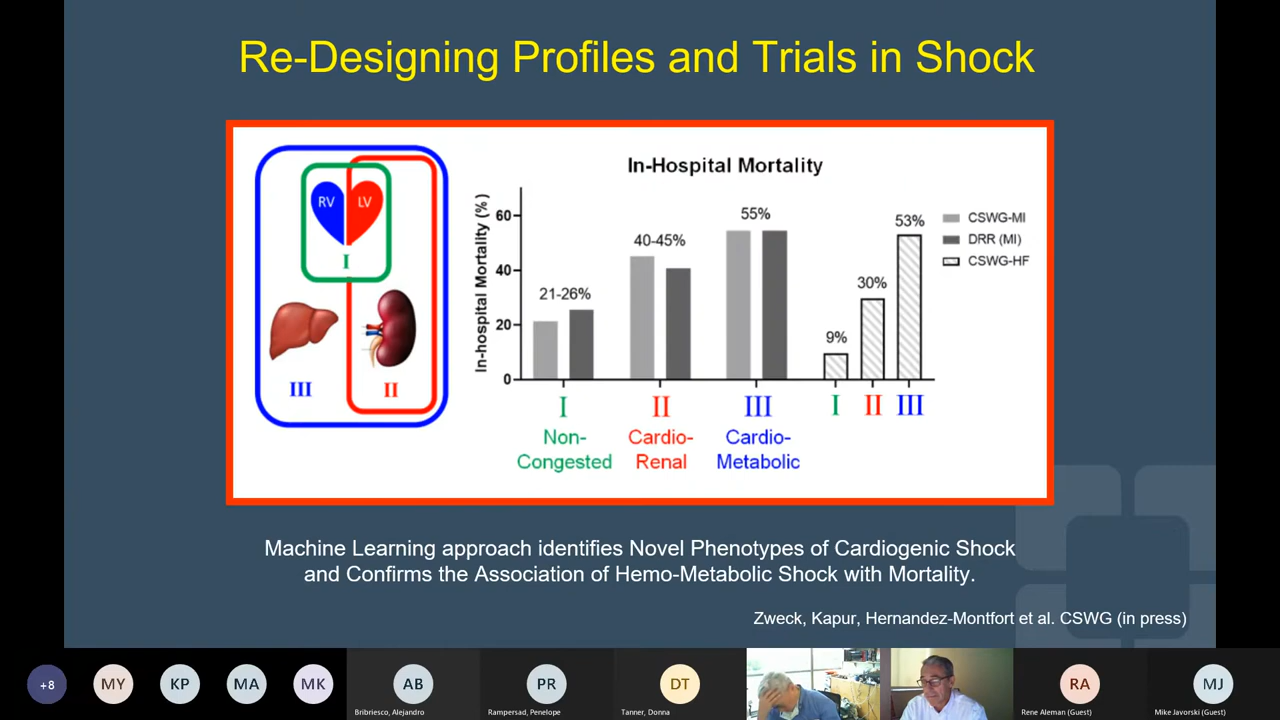 Re-Designing Profiles and Trials in Shock
RV
LV
I
III
II
In-Hospital Mortality
In-hospital Mortality (%)
60
40
20
0
21-26%
40-45%
55%
9%
30%
53%
CSWG-MI
DRR (MI)
CSWG-HF
I
II
III
I
II
III
Non-
Congested
Cardio-
Renal
Cardio-
Metabolic
Machine Learning approach identifies Novel Phenotypes of Cardiogenic Shock
and Confirms the Association of Hemo-Metabolic Shock with Mortality.
Zweck, Kapur, Hernandez-Montfort et al. CSWG (in press)
+8
MY
KP
MA
MK
AB
Bribriesco, Alejandro
PR
Rampersad, Penelope
DT
Tanner, Donna
RA
Rene Aleman (Guest)
MJ
Mike Javorski (Guest)